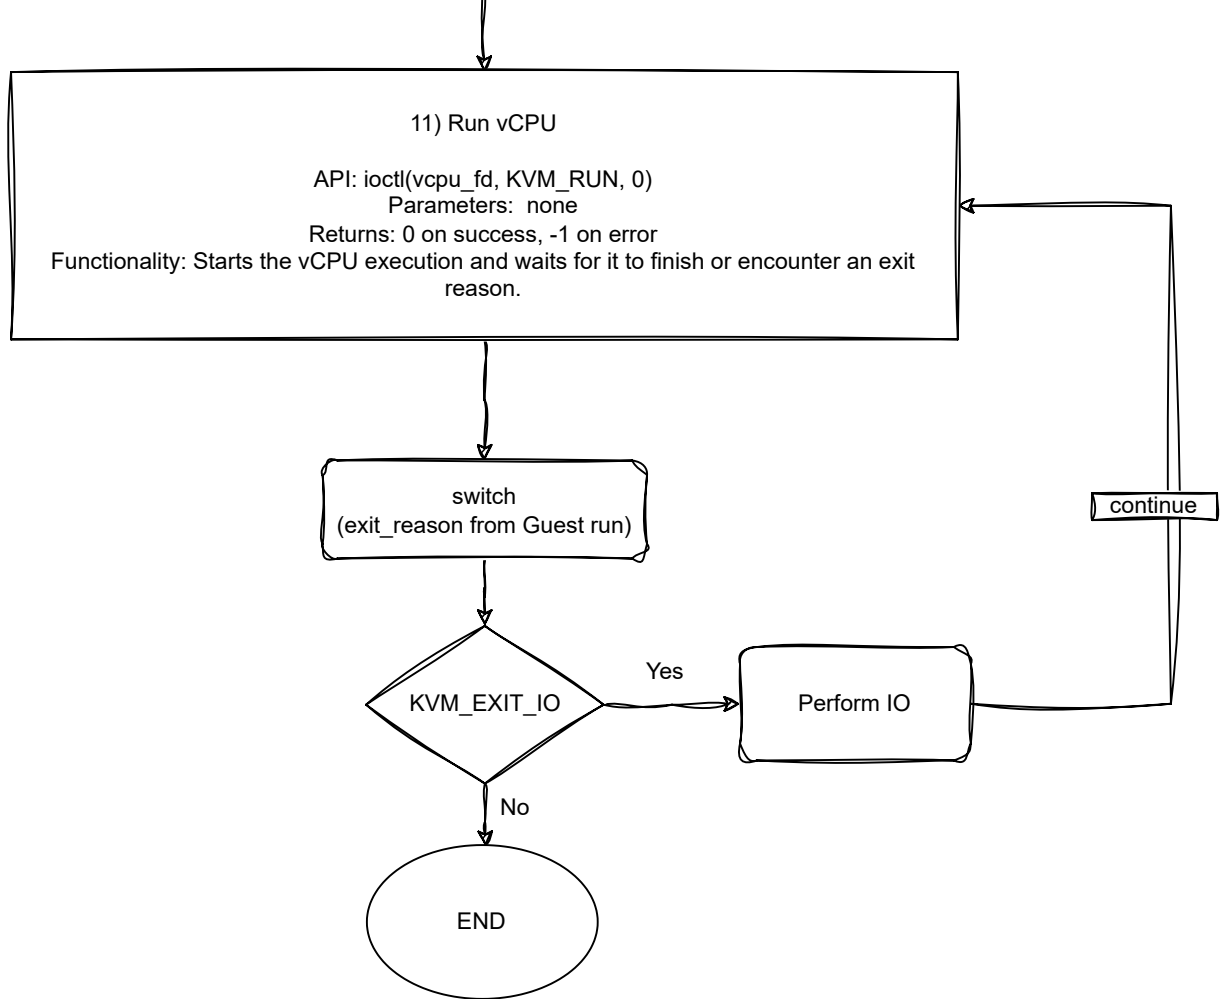 11) Run vCPU
API: ioctl(vcpu_fd, KVM_RUN, 0)
Parameters:  none
Returns: 0 on success, -1 on error
Functionality: Starts the vCPU execution and waits for it to finish or encounter an exit
reason.
switch
(exit_reason from Guest run)
continue
KVM_EXIT_IO
Yes
Perform IO
No
END